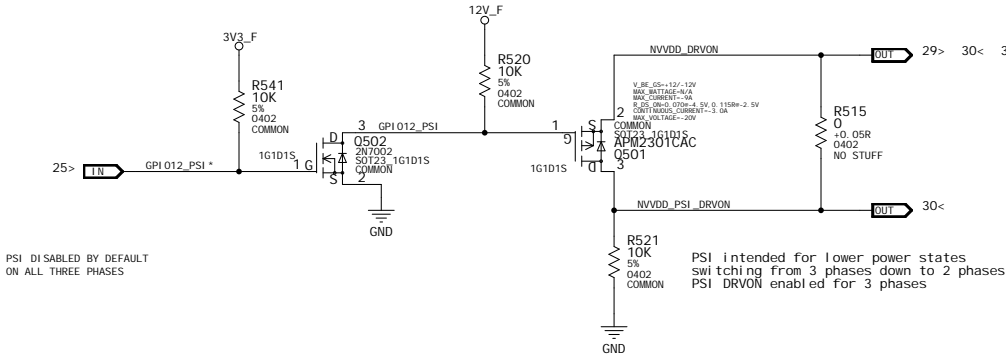 12V_F
3V3_F
NVVDD_DRVON
OUT
29> 30< 3
R541
10K
5%
0402
COMMON
R520
10K
5%
0402
COMMON
V_BE_GS=+12/-12V
MAX_WATTAGE=N/A
MAX_CURRENT=-9A
R_DS_ON=0.070@-4.5V, 0.115R@-2.5V
CONTINUOUS_CURRENT=-3.0A
MAX_VOLTAGE=-20V
R515
0
+0.05R
0402
NO STUFF
3
GPIO12_PSI
1
S
G
D
2
COMMON
SOT23_1G1D1S
APM2301CAC
Q501
3
1G1D1S
D
Q502
2N7002
SOT23_1G1D1S
COMMON
1G1D1S
1
G
S
2
25>
IN
GPIO12_PSI*
GND
NVVDD_PSI_DRVON
OUT
30<
R521
10K
5%
0402
COMMON
GND
PSI DISABLED BY DEFAULT
ON ALL THREE PHASES
PSI intended for lower power states
switching from 3 phases down to 2 phases
PSI DRVON enabled for 3 phases